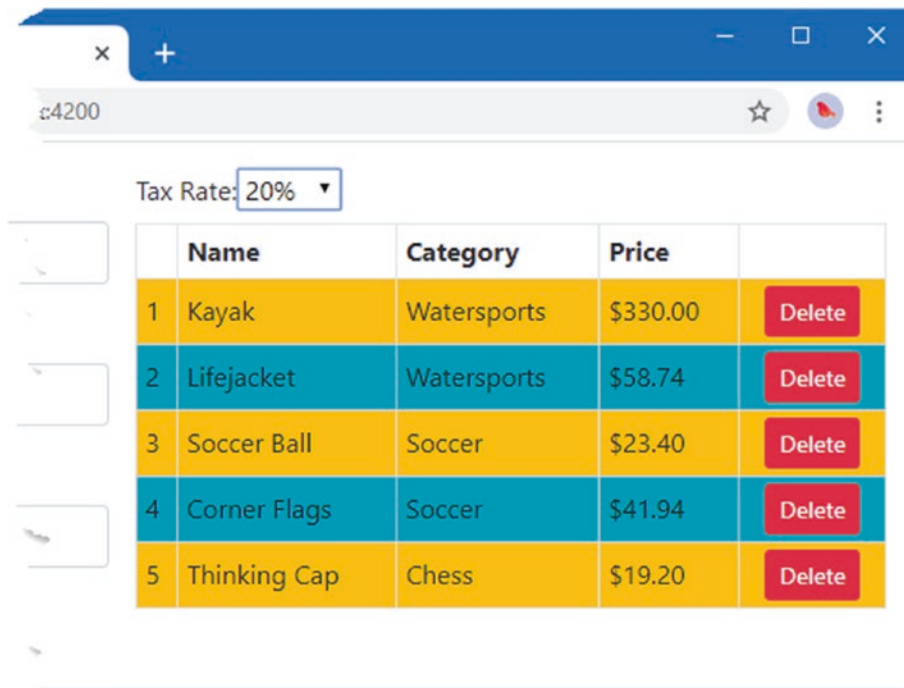 :4200
Tax Rate: 20%
Name Category Price
1 Kayak Watersports $330.00 Delete
2 Lifejacket Watersports $58.74 Delete
3 Soccer Ball Soccer $23.40 Delete
4 Corner Flags Soccer $41.94 Delete
5 Thinking Cap Chess $19.20 Delete